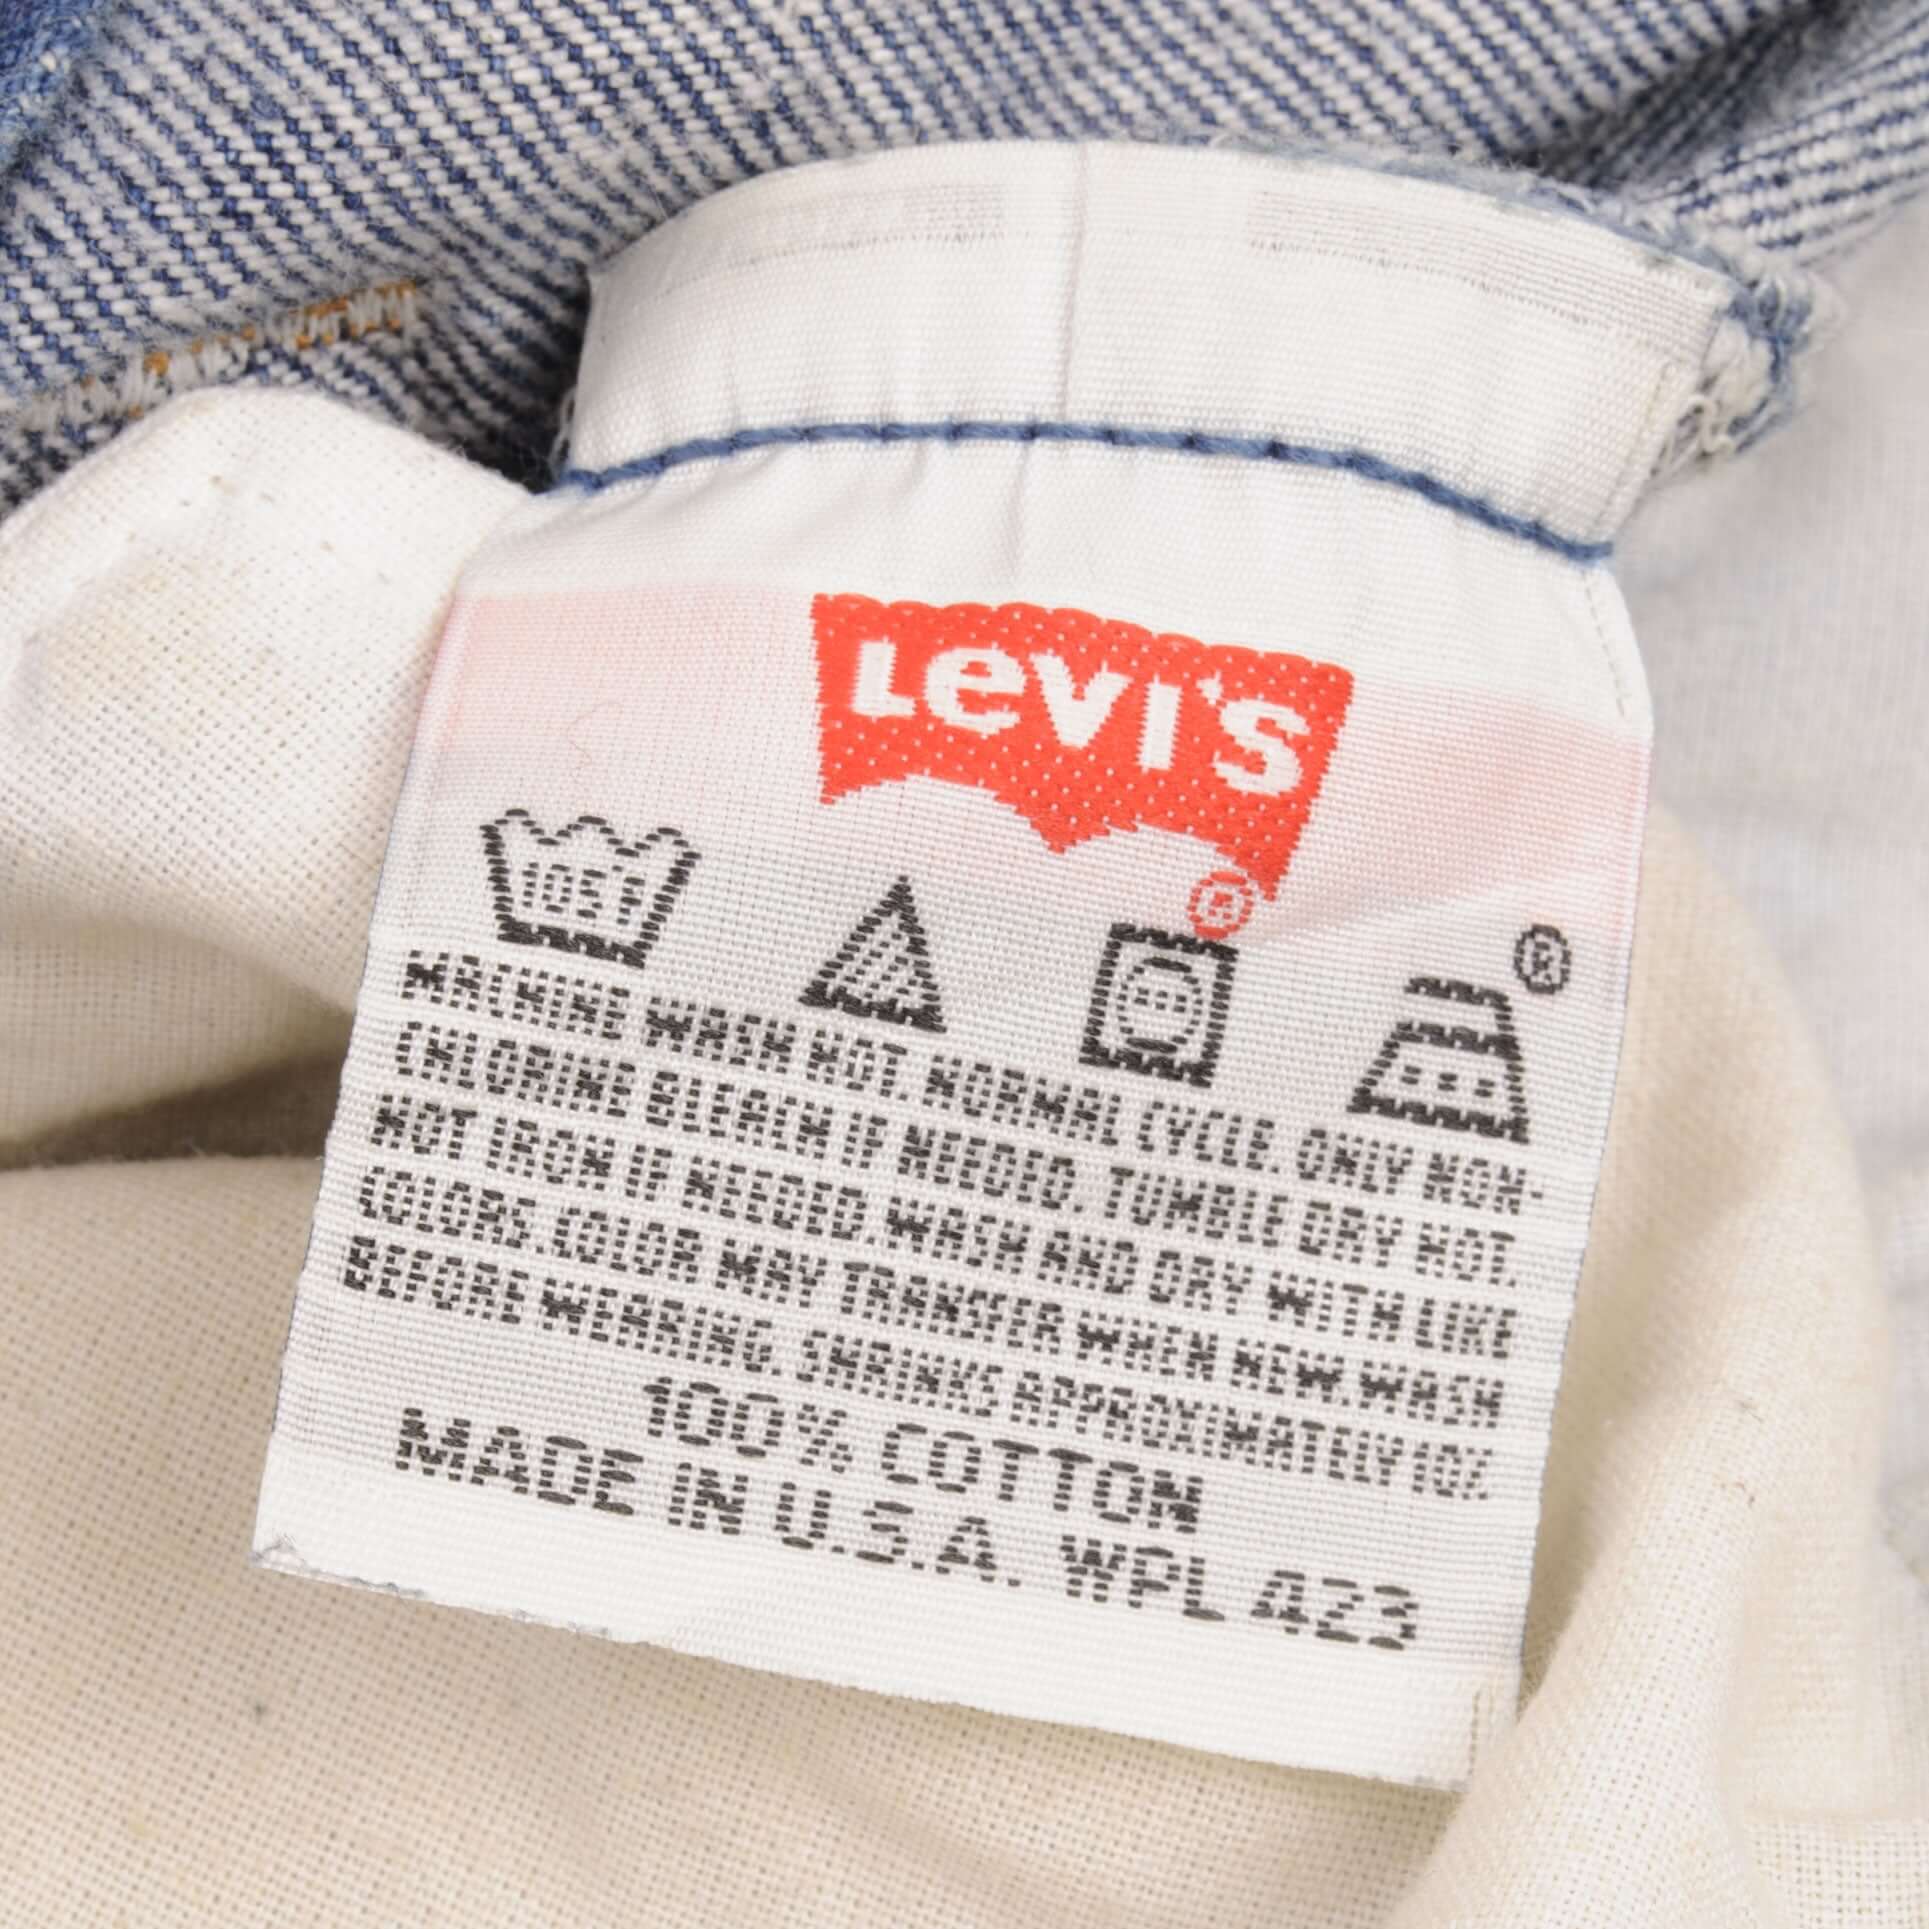 LEVI'S
®
105°F
®
MACHINE WASH HOT. NORMAL CYCLE. ONLY NON-
CHLORINE BLEACH IF NEEDED. TUMBLE DRY HOT.
HOT IRON IF NEEDED. WASH AND DRY WITH LIKE
COLORS. COLOR MAY TRANSFER WHEN NEW. WASH
BEFORE WEARING. SHRINKS APPROXIMATELY 10%
100% COTTON
MADE IN U.S.A. WPL 423